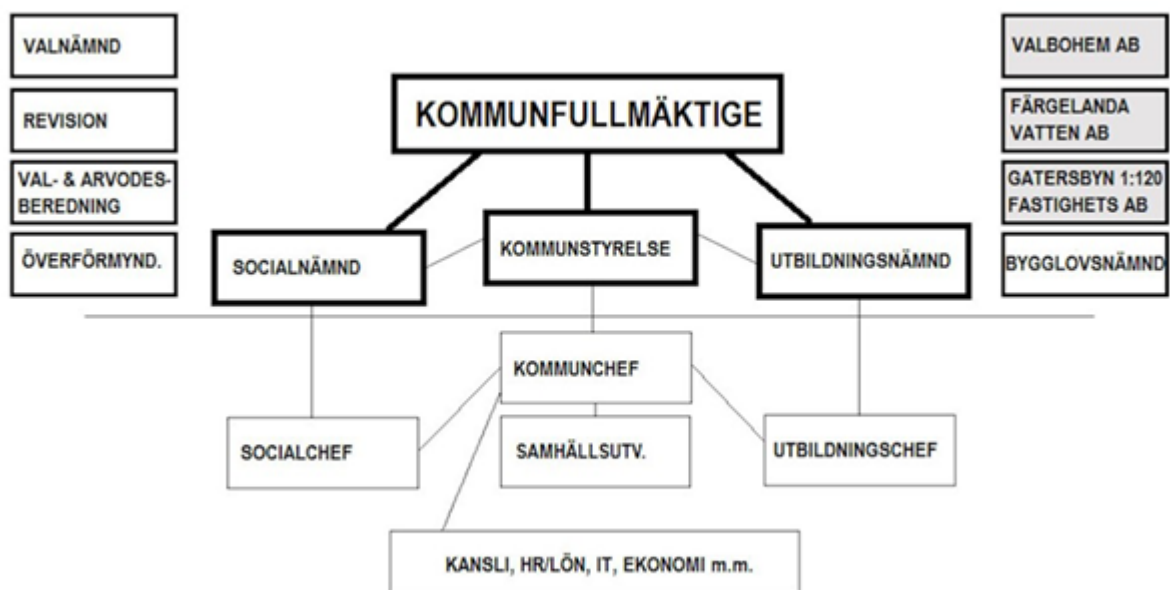 VALNÄMND
REVISION
VAL- & ARVODES-
BEREDNING
ÖVERFÖRMYND.
KOMMUNFULLMÄKTIGE
SOCIALNÄMND
KOMMUNSTYRELSE
UTBILDNINGSNÄMND
VALBOHEM AB
FÄRGELANDA
VATTEN AB
GATERSBYN 1:120
FASTIGHETS AB
BYGGLOVSNÄMND
KOMMUNCHEF
SOCIALCHEF
SAMHÄLLSUTV.
UTBILDNINGSCHEF
KANSLI, HR/LÖN, IT, EKONOMI m.m.